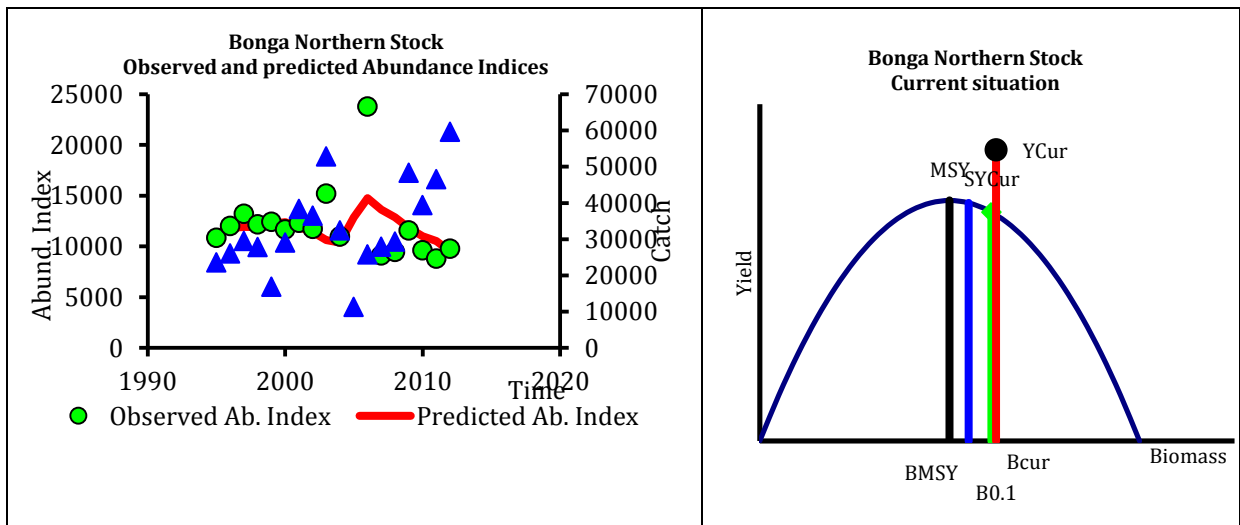 Bonga Northern Stock
Observed and predicted Abundance Indices
25000
20000
15000
10000
5000
0
Abund. Index
70000
60000
50000
40000
30000
20000
10000
0
Catch
1990
2000
2010
2020
Time
Observed Ab. Index
Predicted Ab. Index
Bonga Northern Stock
Current situation
Yield
MSY
SYCur
YCur
BMSY
Bcur
B0.1
Biomass